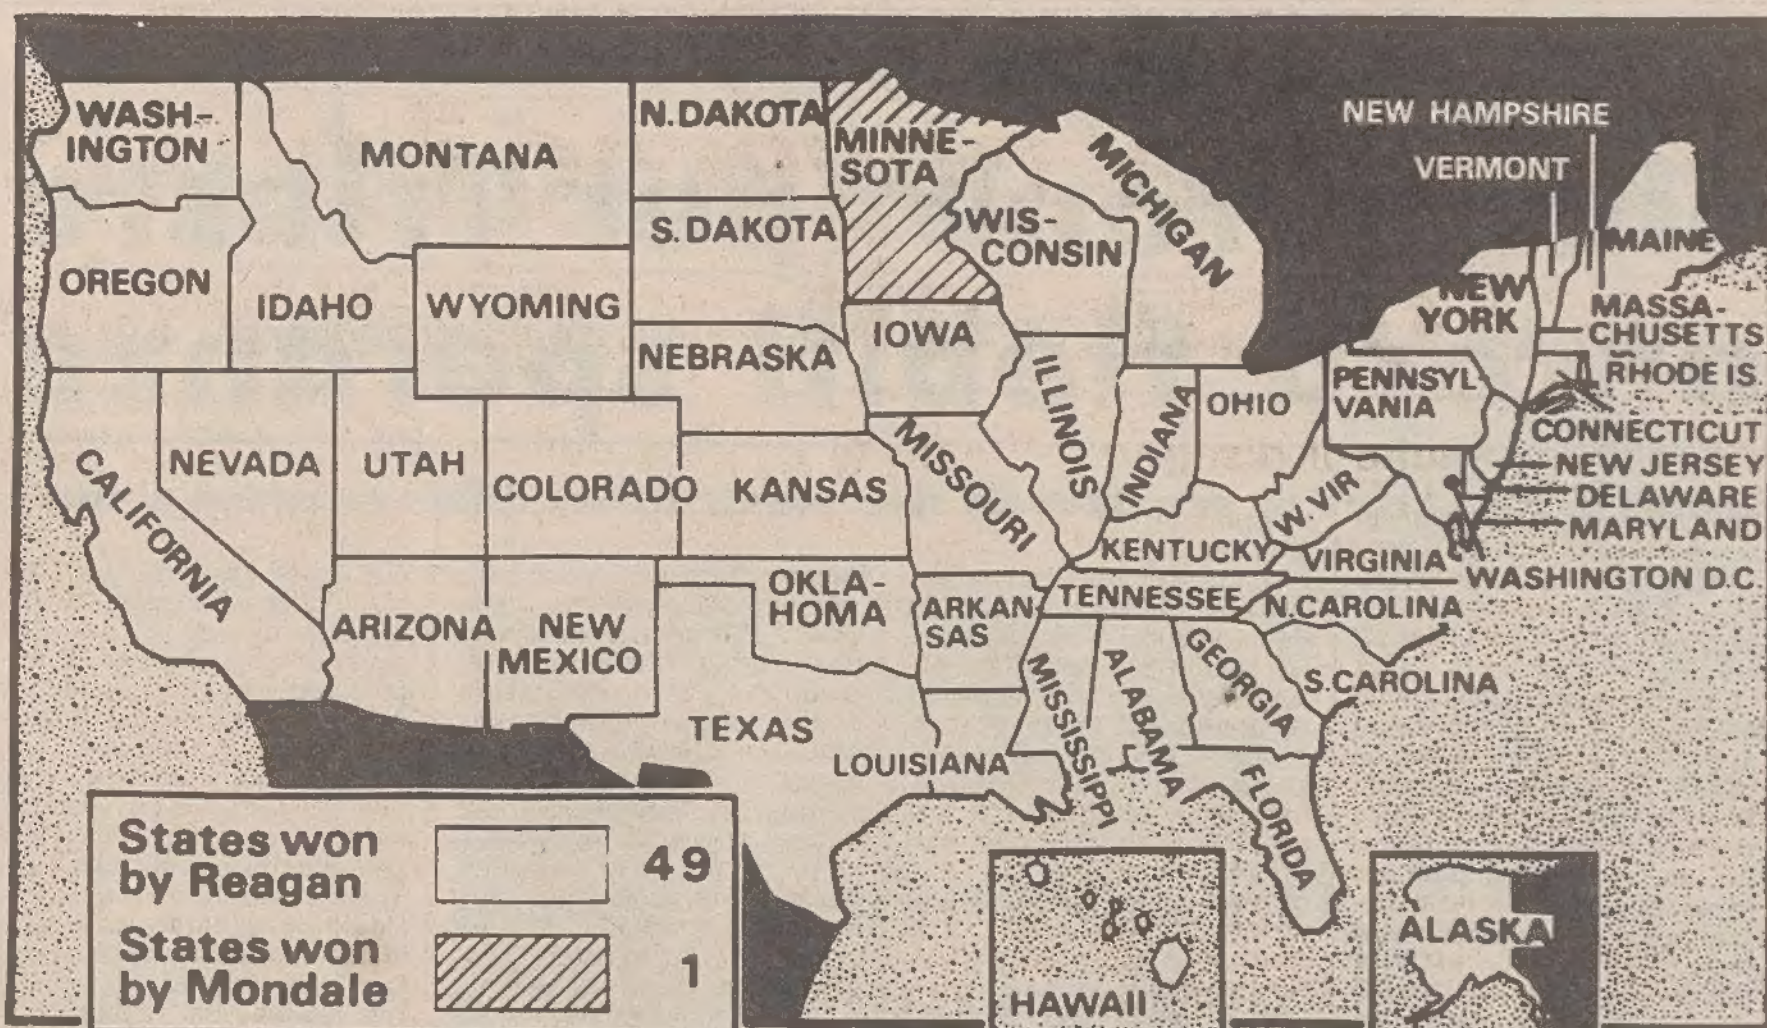 WASH-
INGTON
MONTANA
N.DAKOTA
MINNE-
SOTA
MICHIGAN
NEW HAMPSHIRE
VERMONT
MAINE
OREGON
IDAHO
WYOMING
S.DAKOTA
WIS-
CONSIN
NEW
YORK
MASSA-
CHUSETTS
RHODE IS.
NEBRASKA
IOWA
ILLINOIS
INDIANA
OHIO
PENNSYL-
VANIA
CONNECTICUT
NEW JERSEY
DELAWARE
MARYLAND
WASHINGTON D.C.
CALIFORNIA
NEVADA
UTAH
COLORADO
KANSAS
MISSOURI
KENTUCKY
W.VIR
VIRGINIA
ARIZONA
NEW
MEXICO
OKLA-
HOMA
ARKAN-
SAS
TENNESSEE
N.CAROLINA
S.CAROLINA
TEXAS
LOUISIANA
MISSISSIPPI
ALABAMA
GEORGIA
FLORIDA
States won
by Reagan
49
States won
by Mondale
1
HAWAII
ALASKA